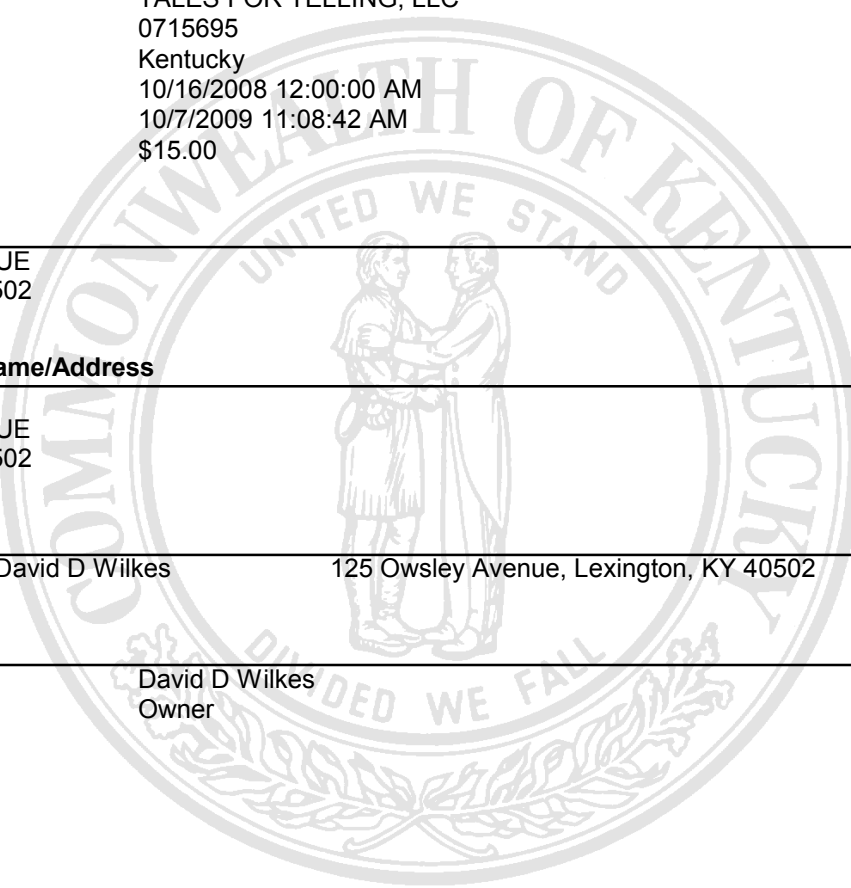 TALES FOR TELLING, LLC
0715695
Kentucky
10/16/2008 12:00:00 AM
10/7/2009 11:08:42 AM
$15.00
COMMONWEALTH OF KENTUCKY
UNITED WE STAND
UE
502
ame/Address
UE
502
David D Wilkes 125 Owsley Avenue, Lexington, KY 40502
DIVIDED WE FALL
David D Wilkes
Owner